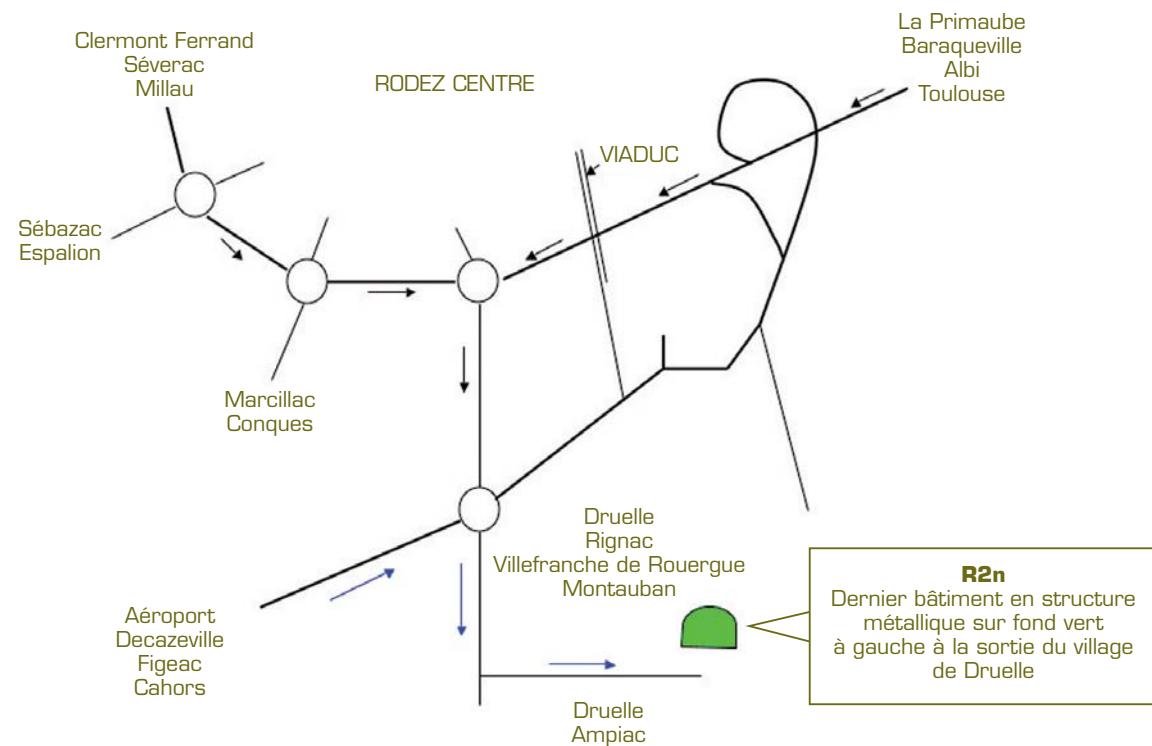 Clermont Ferrand
Séverac
Millau
RODEZ CENTRE
La Primaube
Baraqueville
Albi
Toulouse
VIADUC
Sébazac
Espalion
Marcillac
Conques
Druelle
Rignac
Villefranche de Rouergue
Montauban
R2n
Dernier bâtiment en structure
métallique sur fond vert
à gauche à la sortie du village
de Druelle
Aéroport
Decazeville
Figeac
Cahors
Druelle
Ampiac